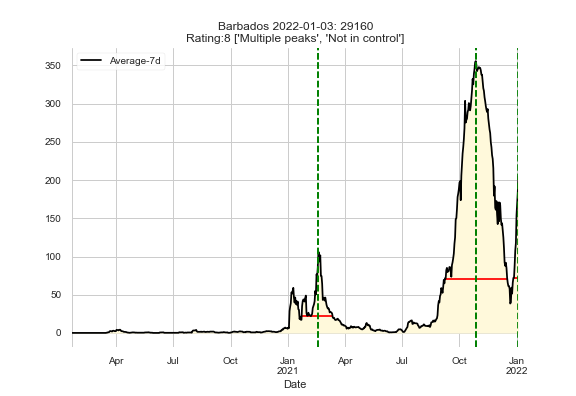 Barbados 2022-01-03: 29160
Rating:8 ['Multiple peaks', 'Not in control']
Average-7d
350
300
250
200
150
100
50
0
Apr Jul Oct Jan Apr Jul Oct Jan
2021 2022
Date